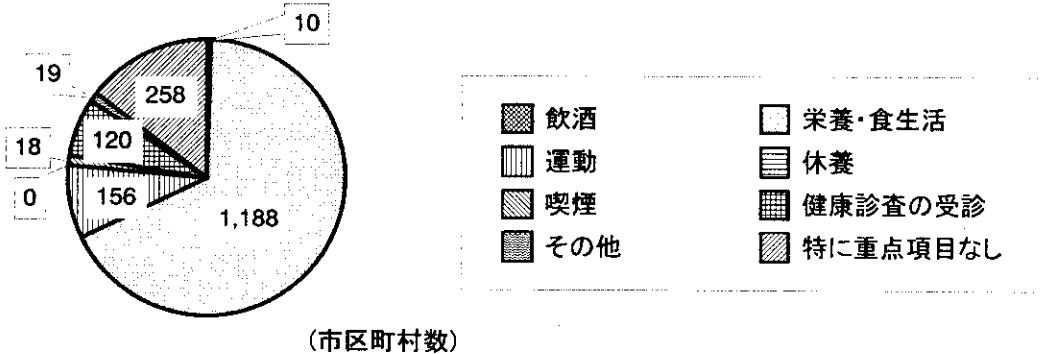 10
19
258
120
18
0
156
1,188
飲酒
栄養・食生活
運動
休養
喫煙
健康診査の受診
その他
特に重点項目なし
(市区町村数)